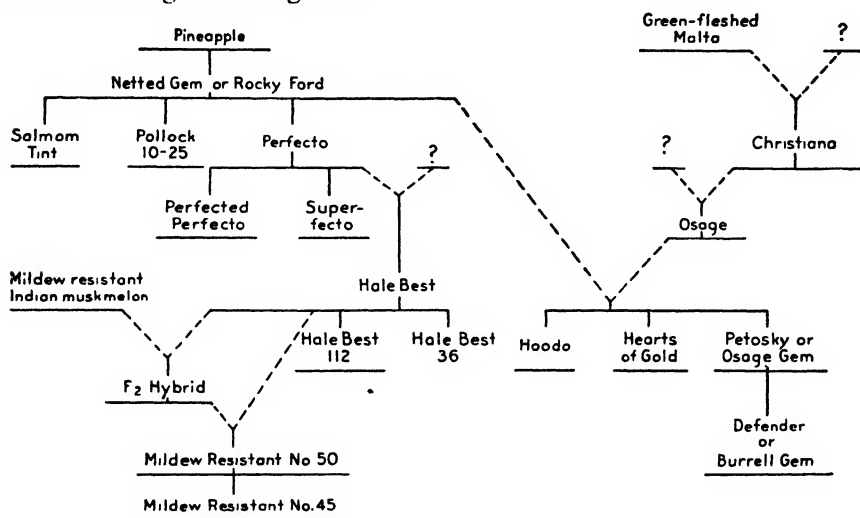 Pineapple
Green-fleshed
Malta
?
Netted Gem or Rocky Ford
Salmom
Tint
Pollock
10-25
Perfecto
?
?
Christiana
Perfected
Perfecto
Super-
fecto
Osage
Mildew resistant
Indian muskmelon
Hale Best
Hale Best
112
Hale Best
36
Hoodo
Hearts
of Gold
Petosky or
Osage Gem
F2 Hybrid
Defender
or
Burrell Gem
Mildew Resistant No 50
Mildew Resistant No.45